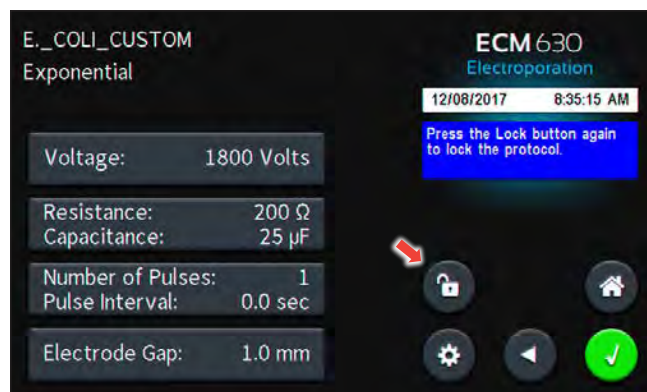 E._COLI_CUSTOM
Exponential
Voltage: 1800 Volts
Resistance: 200 Ω
Capacitance: 25 µF
Number of Pulses: 1
Pulse Interval: 0.0 sec
Electrode Gap: 1.0 mm
ECM 630
Electroporation
12/08/2017 8:35:15 AM
Press the Lock button again
to lock the protocol.